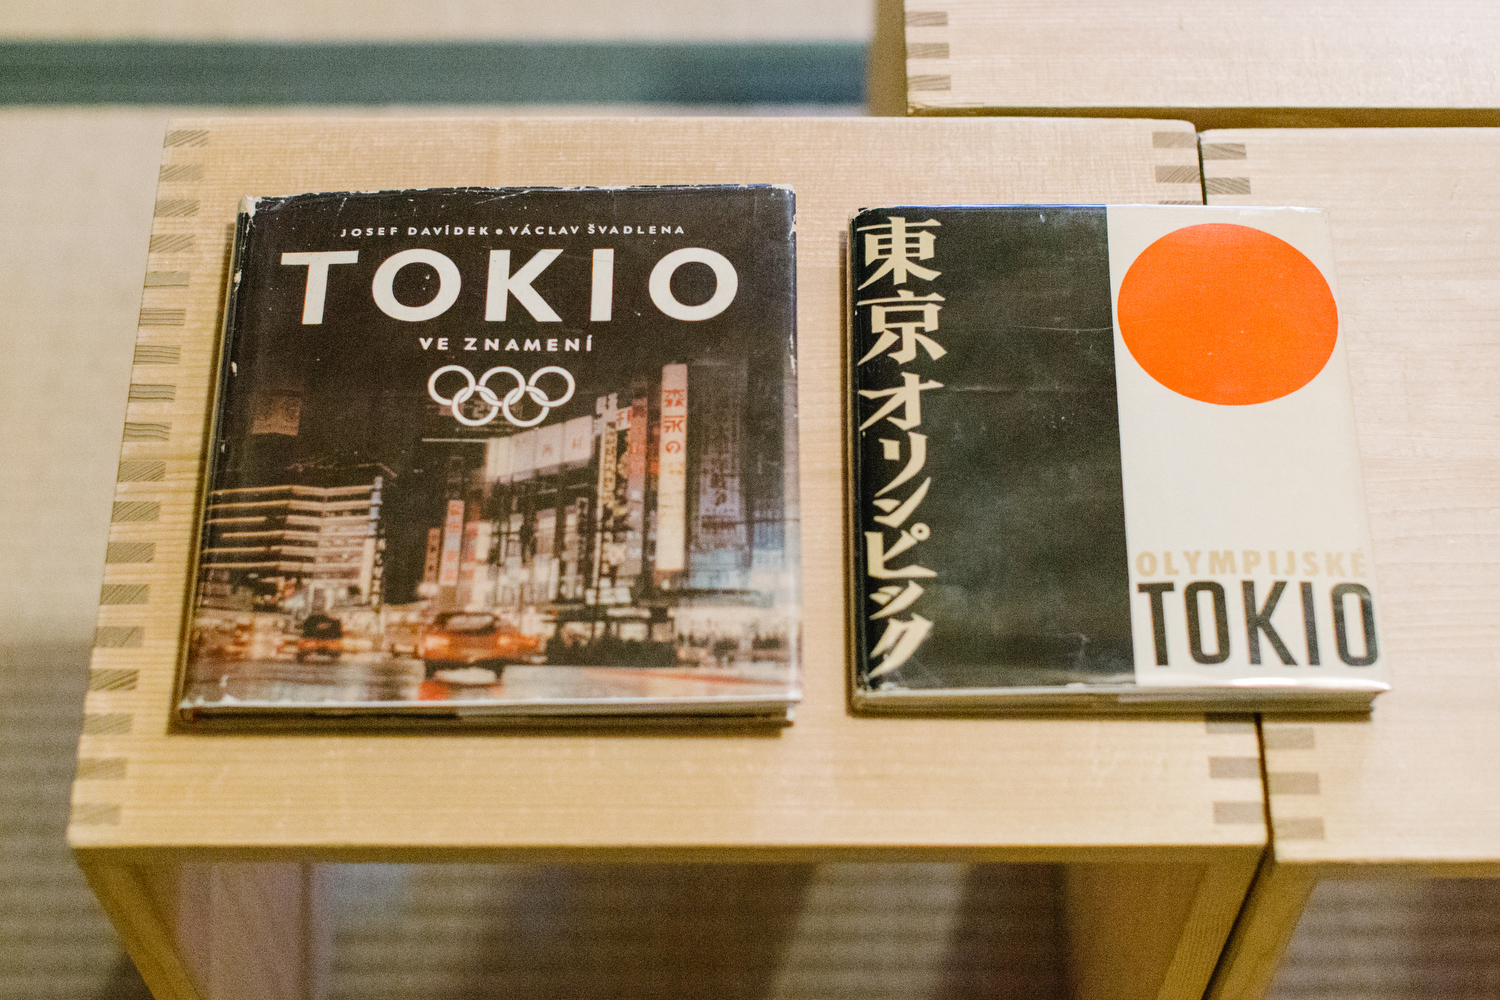 JOSEF DAVÍDEK • VÁCLAV ŠVADLENA
TOKIO
VE ZNAMENÍ
東京オリンピック
OLYMPIJSKÉ
TOKIO